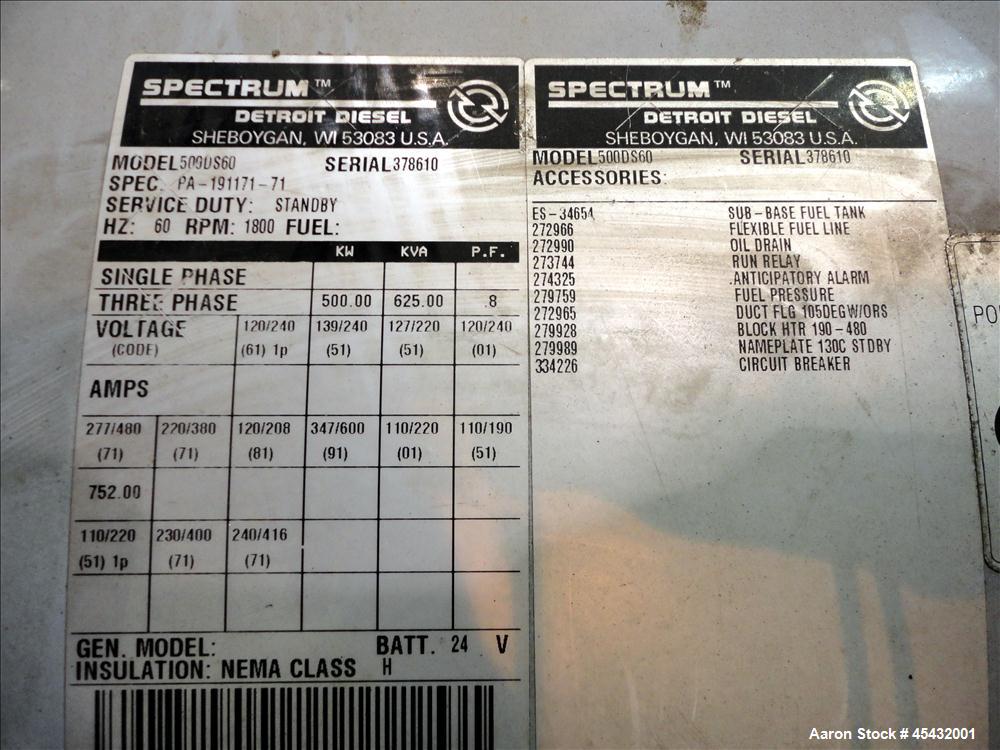 SPECTRUM™
DETROIT DIESEL
SHEBOYGAN, WI 53083 U.S.A.
MODEL 500DS60 SERIAL 378610
SPEC. PA-191171-71
SERVICE DUTY: STANDBY
HZ: 60 RPM: 1800 FUEL:
KW KVA P.F.
SINGLE PHASE
THREE PHASE 500.00 625.00 .8
VOLTAGE 120/240 139/240 127/220 120/240
(CODE) (61) 1p (51) (51) (01)
AMPS
277/480 220/380 120/208 347/600 110/220 110/190
(71) (71) (81) (91) (01) (51)
752.00
110/220 230/400 240/416
(51) 1p (71) (71)
GEN. MODEL: BATT. 24 V
INSULATION: NEMA CLASS H
SPECTRUM™
DETROIT DIESEL
SHEBOYGAN, WI 53083 U.S.A.
MODEL 500DS60 SERIAL 378610
ACCESSORIES:
ES-34654 SUB-BASE FUEL TANK
272966 FLEXIBLE FUEL LINE
272990 OIL DRAIN
273744 RUN RELAY
274325 ANTICIPATORY ALARM
279759 FUEL PRESSURE
272965 DUCT FLG 105DEGW/ORS
279928 BLOCK HTR 190-480
279989 NAMEPLATE 130C STDBY
334226 CIRCUIT BREAKER
Aaron Stock # 45432001